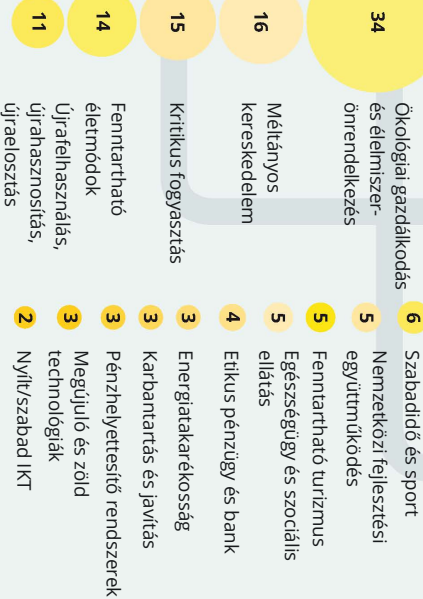 34
Ökológiai gazdálkodás
és élelmiszer-
önrendelkezés
16
Méltányos
kereskedelem
15
Kritikus fogyasztás
14
Fenntartható
életmódok
11
Újrafelhasználás,
újrahasznosítás,
újraelosztás
6
Szabadidő és sport
5
Nemzetközi fejlesztési
együttműködés
5
Fenntartható turizmus
5
Egészségügy és szociális
ellátás
4
Etikus pénzügy és bank
3
Energiatakarékosság
3
Karbantartás és javítás
3
Pénzhelyettesítő rendszerek
3
Megújuló és zöld
technológiák
2
Nyílt/szabad IKT